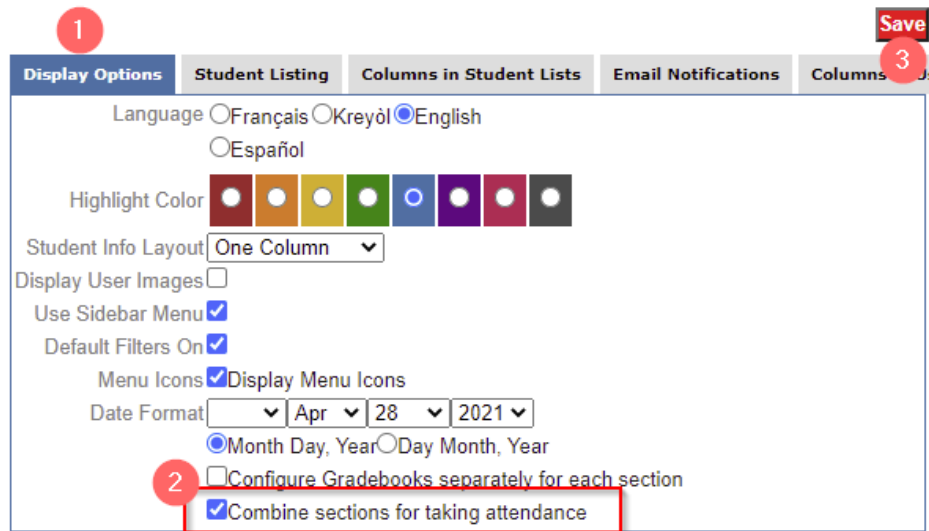 1
Save
3
Display Options Student Listing Columns in Student Lists Email Notifications Columns
Language Français Kreyòl English
Español
Highlight Color
Student Info Layout One Column
Display User Images
Use Sidebar Menu
Default Filters On
Menu Icons Display Menu Icons
Date Format Apr 28 2021
Month Day, Year Day Month, Year
Configure Gradebooks separately for each section
2
Combine sections for taking attendance